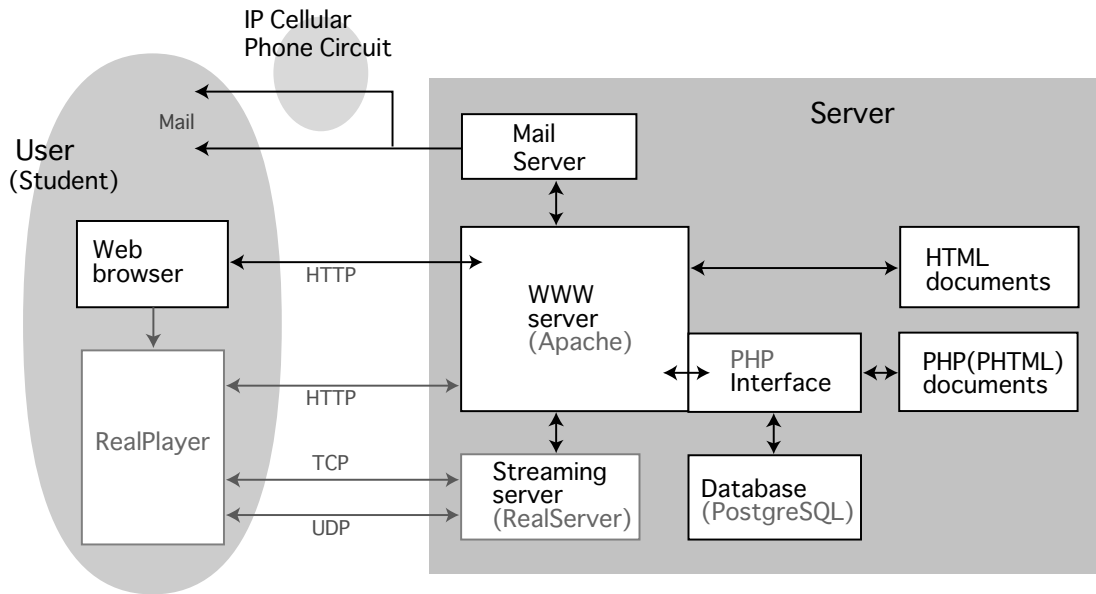 IP Cellular
Phone Circuit
Server
Mail
User
(Student)
Mail
Server
Web
browser
HTTP
WWW
server
(Apache)
HTML
documents
PHP
Interface
PHP(PHTML)
documents
RealPlayer
HTTP
TCP
UDP
Streaming
server
(RealServer)
Database
(PostgreSQL)